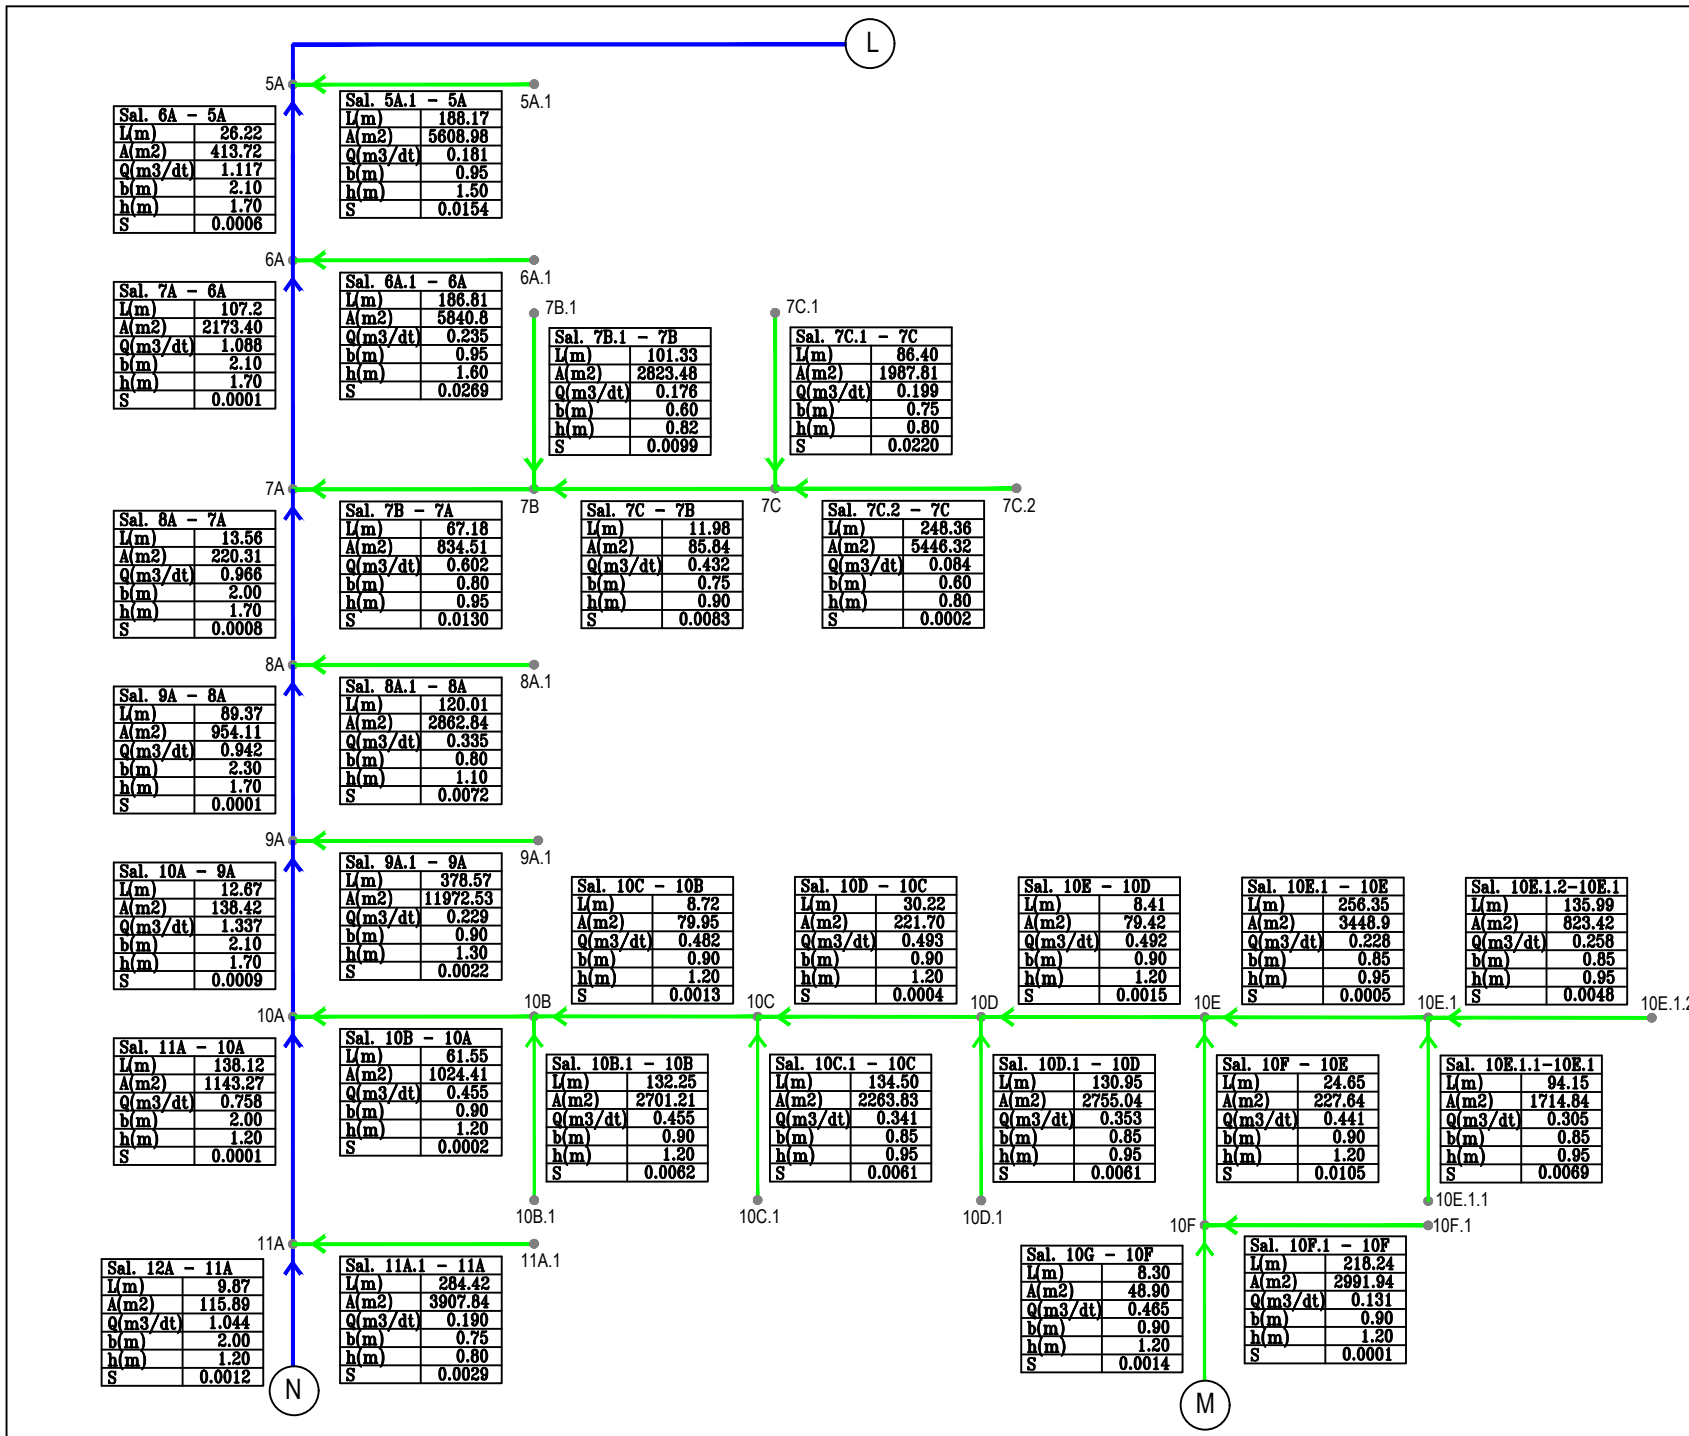 L
5A
5A.1
Sal. 6A - 5A
L(m) 26.22
A(m2) 413.72
Q(m3/dt) 1.117
b(m) 2.10
h(m) 1.70
S 0.0006
Sal. 5A.1 - 5A
L(m) 188.17
A(m2) 5608.98
Q(m3/dt) 0.181
b(m) 0.95
h(m) 1.50
S 0.0154
6A
6A.1
Sal. 7A - 6A
L(m) 107.2
A(m2) 2173.40
Q(m3/dt) 1.088
b(m) 2.10
h(m) 1.70
S 0.0001
Sal. 6A.1 - 6A
L(m) 186.81
A(m2) 5840.8
Q(m3/dt) 0.235
b(m) 0.95
h(m) 1.60
S 0.0269
7B.1
Sal. 7B.1 - 7B
L(m) 101.33
A(m2) 2823.48
Q(m3/dt) 0.176
b(m) 0.60
h(m) 0.82
S 0.0099
7C.1
Sal. 7C.1 - 7C
L(m) 86.40
A(m2) 1987.81
Q(m3/dt) 0.199
b(m) 0.75
h(m) 0.80
S 0.0220
7A
7B
7C
7C.2
Sal. 8A - 7A
L(m) 13.56
A(m2) 220.31
Q(m3/dt) 0.966
b(m) 2.00
h(m) 1.70
S 0.0008
Sal. 7B - 7A
L(m) 67.18
A(m2) 834.51
Q(m3/dt) 0.602
b(m) 0.80
h(m) 0.95
S 0.0130
Sal. 7C - 7B
L(m) 11.98
A(m2) 85.84
Q(m3/dt) 0.432
b(m) 0.75
h(m) 0.90
S 0.0083
Sal. 7C.2 - 7C
L(m) 248.36
A(m2) 5446.32
Q(m3/dt) 0.084
b(m) 0.60
h(m) 0.80
S 0.0002
8A
8A.1
Sal. 9A - 8A
L(m) 89.37
A(m2) 954.11
Q(m3/dt) 0.942
b(m) 2.30
h(m) 1.70
S 0.0001
Sal. 8A.1 - 8A
L(m) 120.01
A(m2) 2862.84
Q(m3/dt) 0.335
b(m) 0.80
h(m) 1.10
S 0.0072
9A
9A.1
Sal. 10A - 9A
L(m) 12.67
A(m2) 138.42
Q(m3/dt) 1.337
b(m) 2.10
h(m) 1.70
S 0.0009
Sal. 9A.1 - 9A
L(m) 378.57
A(m2) 11972.53
Q(m3/dt) 0.229
b(m) 0.90
h(m) 1.30
S 0.0022
Sal. 10C - 10B
L(m) 8.72
A(m2) 79.95
Q(m3/dt) 0.482
b(m) 0.90
h(m) 1.20
S 0.0013
Sal. 10D - 10C
L(m) 30.22
A(m2) 221.70
Q(m3/dt) 0.493
b(m) 0.90
h(m) 1.20
S 0.0004
Sal. 10E - 10D
L(m) 8.41
A(m2) 79.42
Q(m3/dt) 0.492
b(m) 0.90
h(m) 1.20
S 0.0015
Sal. 10E.1 - 10E
L(m) 256.35
A(m2) 3448.9
Q(m3/dt) 0.228
b(m) 0.85
h(m) 0.95
S 0.0005
Sal. 10E.1.2-10E.1
L(m) 135.99
A(m2) 823.42
Q(m3/dt) 0.258
b(m) 0.85
h(m) 0.95
S 0.0048
10A
10B
10C
10D
10E
10E.1
10E.1.2
Sal. 11A - 10A
L(m) 138.12
A(m2) 1143.27
Q(m3/dt) 0.758
b(m) 2.00
h(m) 1.20
S 0.0001
Sal. 10B - 10A
L(m) 61.55
A(m2) 1024.41
Q(m3/dt) 0.455
b(m) 0.90
h(m) 1.20
S 0.0002
Sal. 10B.1 - 10B
L(m) 132.25
A(m2) 2701.21
Q(m3/dt) 0.455
b(m) 0.90
h(m) 1.20
S 0.0062
Sal. 10C.1 - 10C
L(m) 134.50
A(m2) 2263.83
Q(m3/dt) 0.341
b(m) 0.85
h(m) 0.95
S 0.0061
Sal. 10D.1 - 10D
L(m) 130.95
A(m2) 2755.04
Q(m3/dt) 0.353
b(m) 0.85
h(m) 0.95
S 0.0061
Sal. 10F - 10E
L(m) 24.65
A(m2) 227.64
Q(m3/dt) 0.441
b(m) 0.90
h(m) 1.20
S 0.0105
Sal. 10E.1.1-10E.1
L(m) 94.15
A(m2) 1714.84
Q(m3/dt) 0.305
b(m) 0.85
h(m) 0.95
S 0.0069
10B.1
10C.1
10D.1
10E.1.1
10F
10F.1
11A
11A.1
Sal. 12A - 11A
L(m) 9.87
A(m2) 115.89
Q(m3/dt) 1.044
b(m) 2.00
h(m) 1.20
S 0.0012
Sal. 11A.1 - 11A
L(m) 284.42
A(m2) 3907.84
Q(m3/dt) 0.190
b(m) 0.75
h(m) 0.80
S 0.0029
Sal. 10G - 10F
L(m) 8.30
A(m2) 48.90
Q(m3/dt) 0.465
b(m) 0.90
h(m) 1.20
S 0.0014
Sal. 10F.1 - 10F
L(m) 218.24
A(m2) 2991.94
Q(m3/dt) 0.131
b(m) 0.90
h(m) 1.20
S 0.0001
N
M